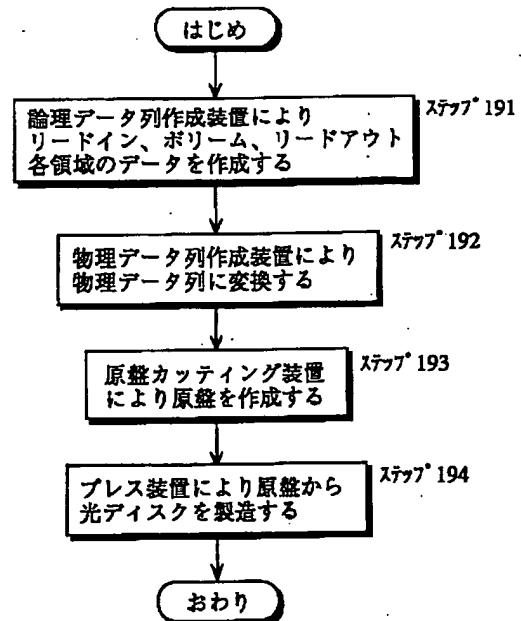 はじめ
ステップ191
論理データ列作成装置により
リードイン、ボリーム、リードアウト
各領域のデータを作成する
ステップ192
物理データ列作成装置により
物理データ列に変換する
ステップ193
原盤カッティング装置
により原盤を作成する
ステップ194
プレス装置により原盤から
光ディスクを製造する
おわり